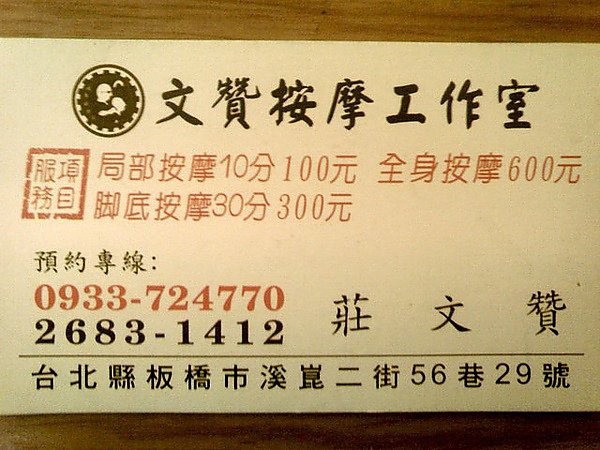 文贊按摩工作室
服務項目
局部按摩10分100元 全身按摩600元
脚底按摩30分300元
預約專線:
0933-724770
2683-1412
莊文贊
台北縣板橋市溪崑二街56巷29號